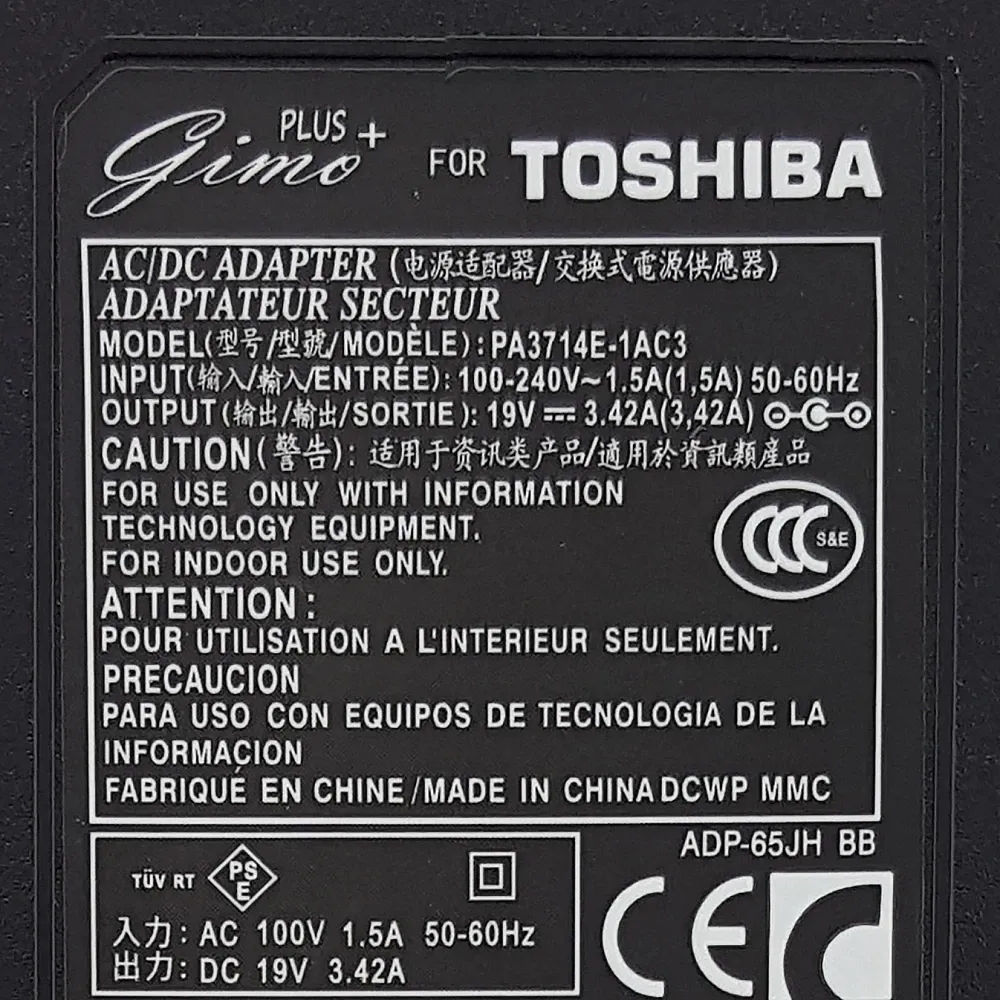 Gimo PLUS + FOR TOSHIBA
AC/DC ADAPTER (电源适配器/交換式電源供應器)
ADAPTATEUR SECTEUR
MODEL(型号/型號/MODÈLE):PA3714E-1AC3
INPUT(输入/輸入/ENTRÉE): 100-240V~1.5A(1,5A) 50-60Hz
OUTPUT(输出/輸出/SORTIE): 19V ⎓ 3.42A(3,42A)
CAUTION(警告): 适用于资讯类产品/適用於資訊類産品
FOR USE ONLY WITH INFORMATION
TECHNOLOGY EQUIPMENT.
FOR INDOOR USE ONLY.
CCC S&E
ATTENTION :
POUR UTILISATION A L'INTERIEUR SEULEMENT.
PRECAUCION
PARA USO CON EQUIPOS DE TECNOLOGIA DE LA
INFORMACION
FABRIQUÉ EN CHINE/MADE IN CHINA DCWP MMC
ADP-65JH BB
TÜV RT PSE
入力: AC 100V 1.5A 50-60Hz
出力: DC 19V 3.42A
CE C